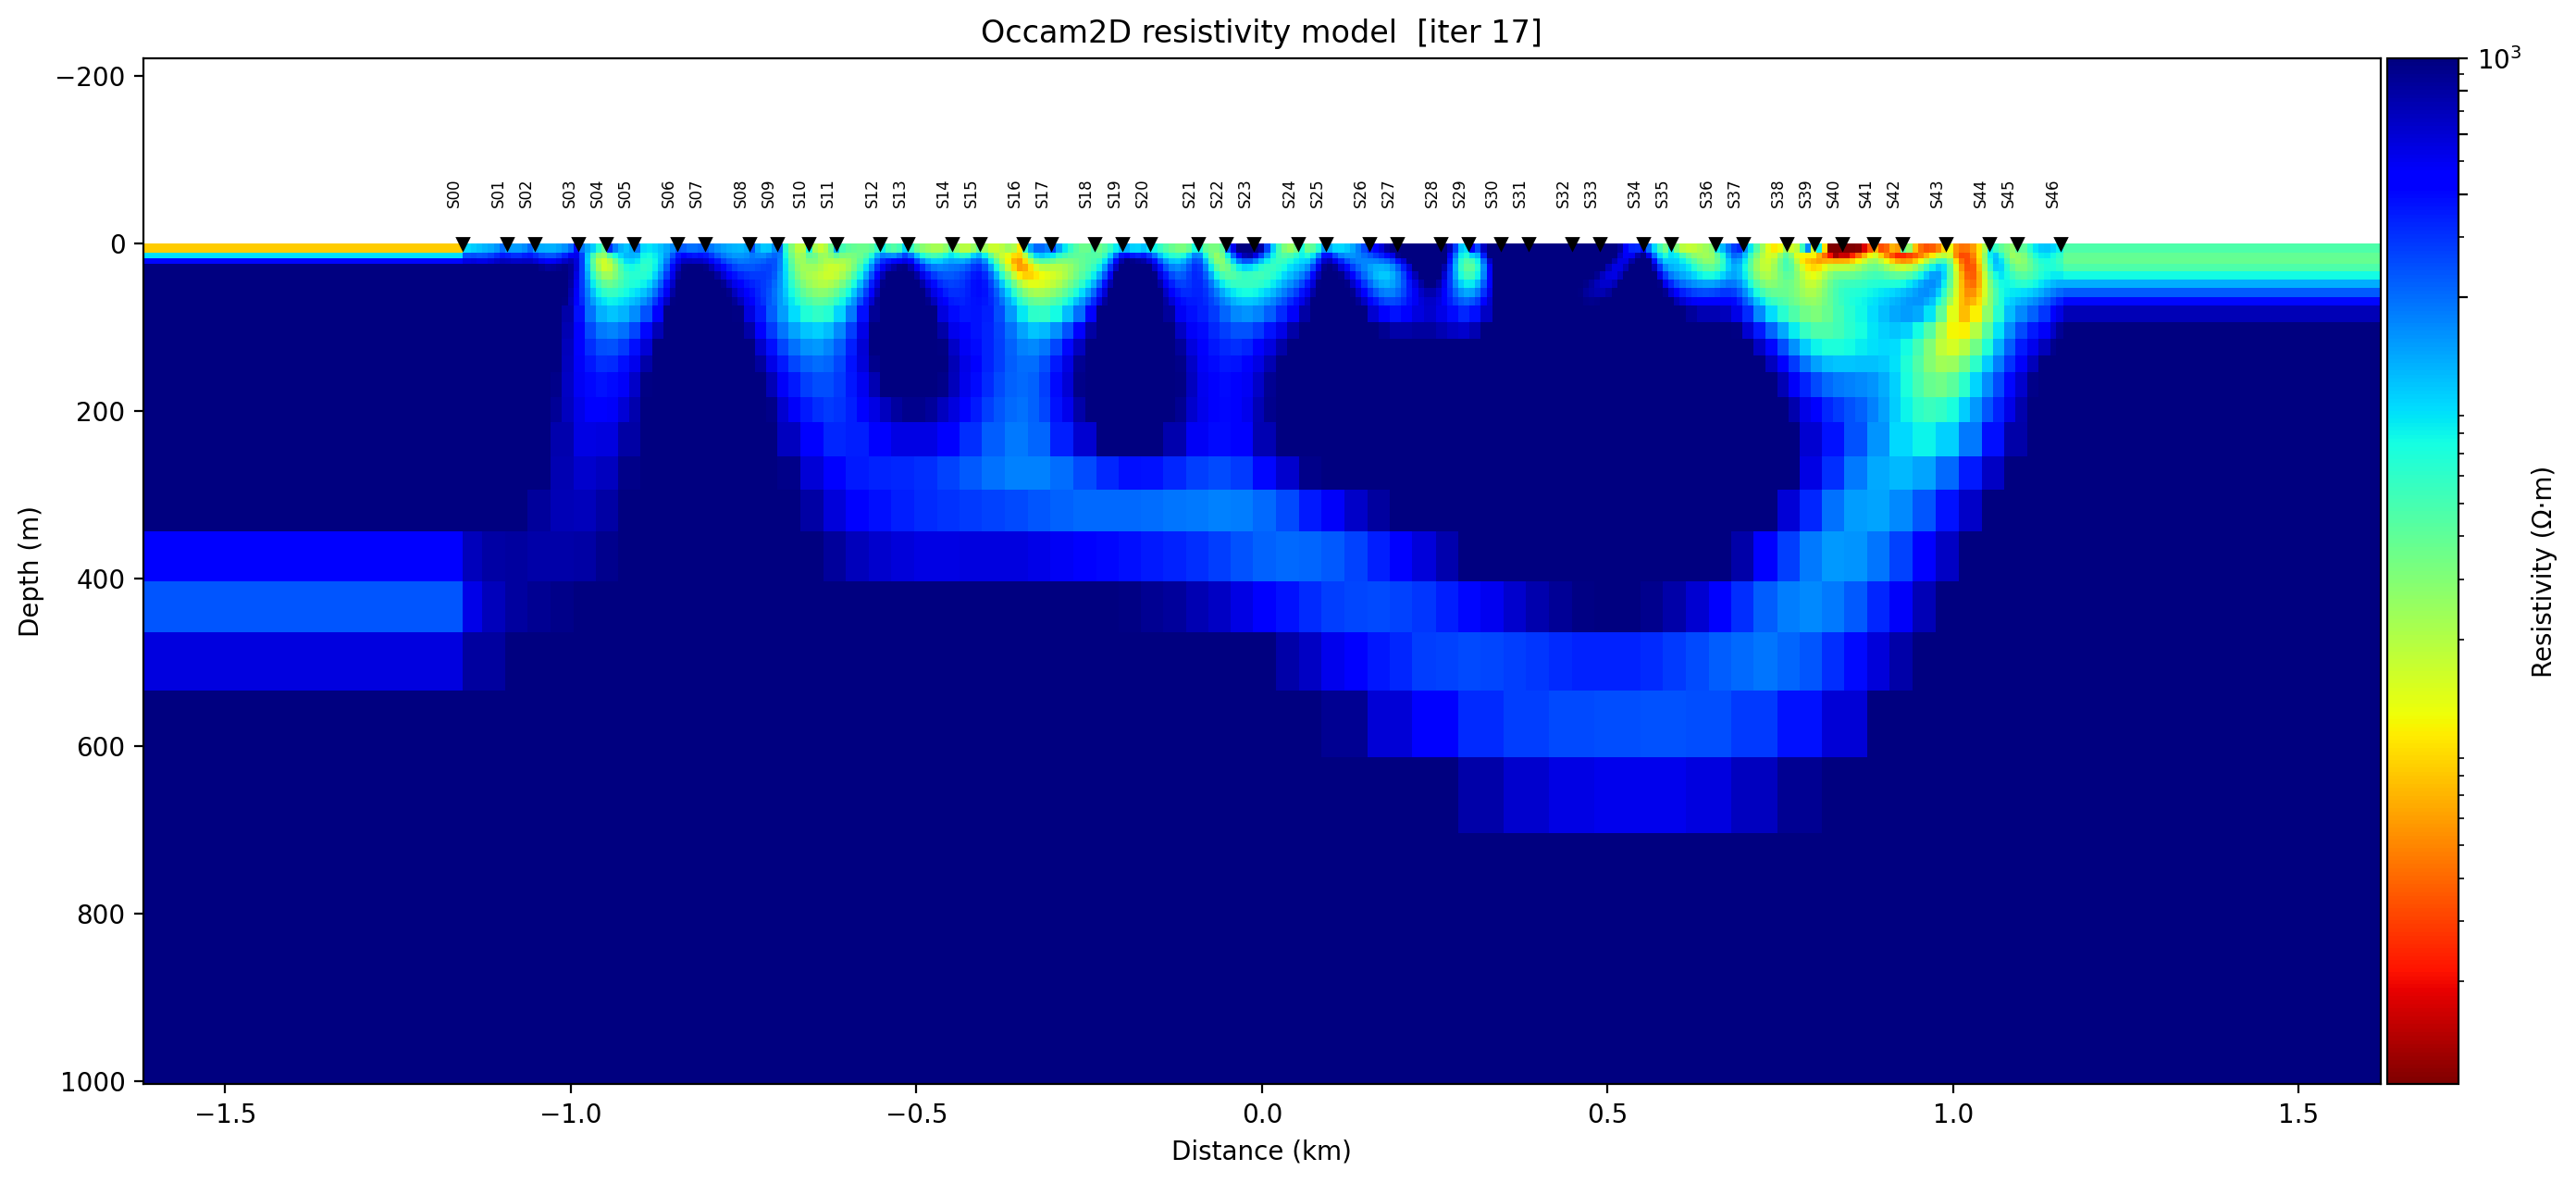 Occam2D resistivity model  [iter 17]
10³
−200
S00 S01 S02 S03 S04 S05 S06 S07 S08 S09 S10 S11 S12 S13 S14 S15 S16 S17 S18 S19 S20 S21 S22 S23 S24 S25 S26 S27 S28 S29 S30 S31 S32 S33 S34 S35 S36 S37 S38 S39 S40 S41 S42 S43 S44 S45 S46
0
200
400
600
800
1000
Depth (m)
Resistivity (Ω·m)
−1.5 −1.0 −0.5 0.0 0.5 1.0 1.5
Distance (km)